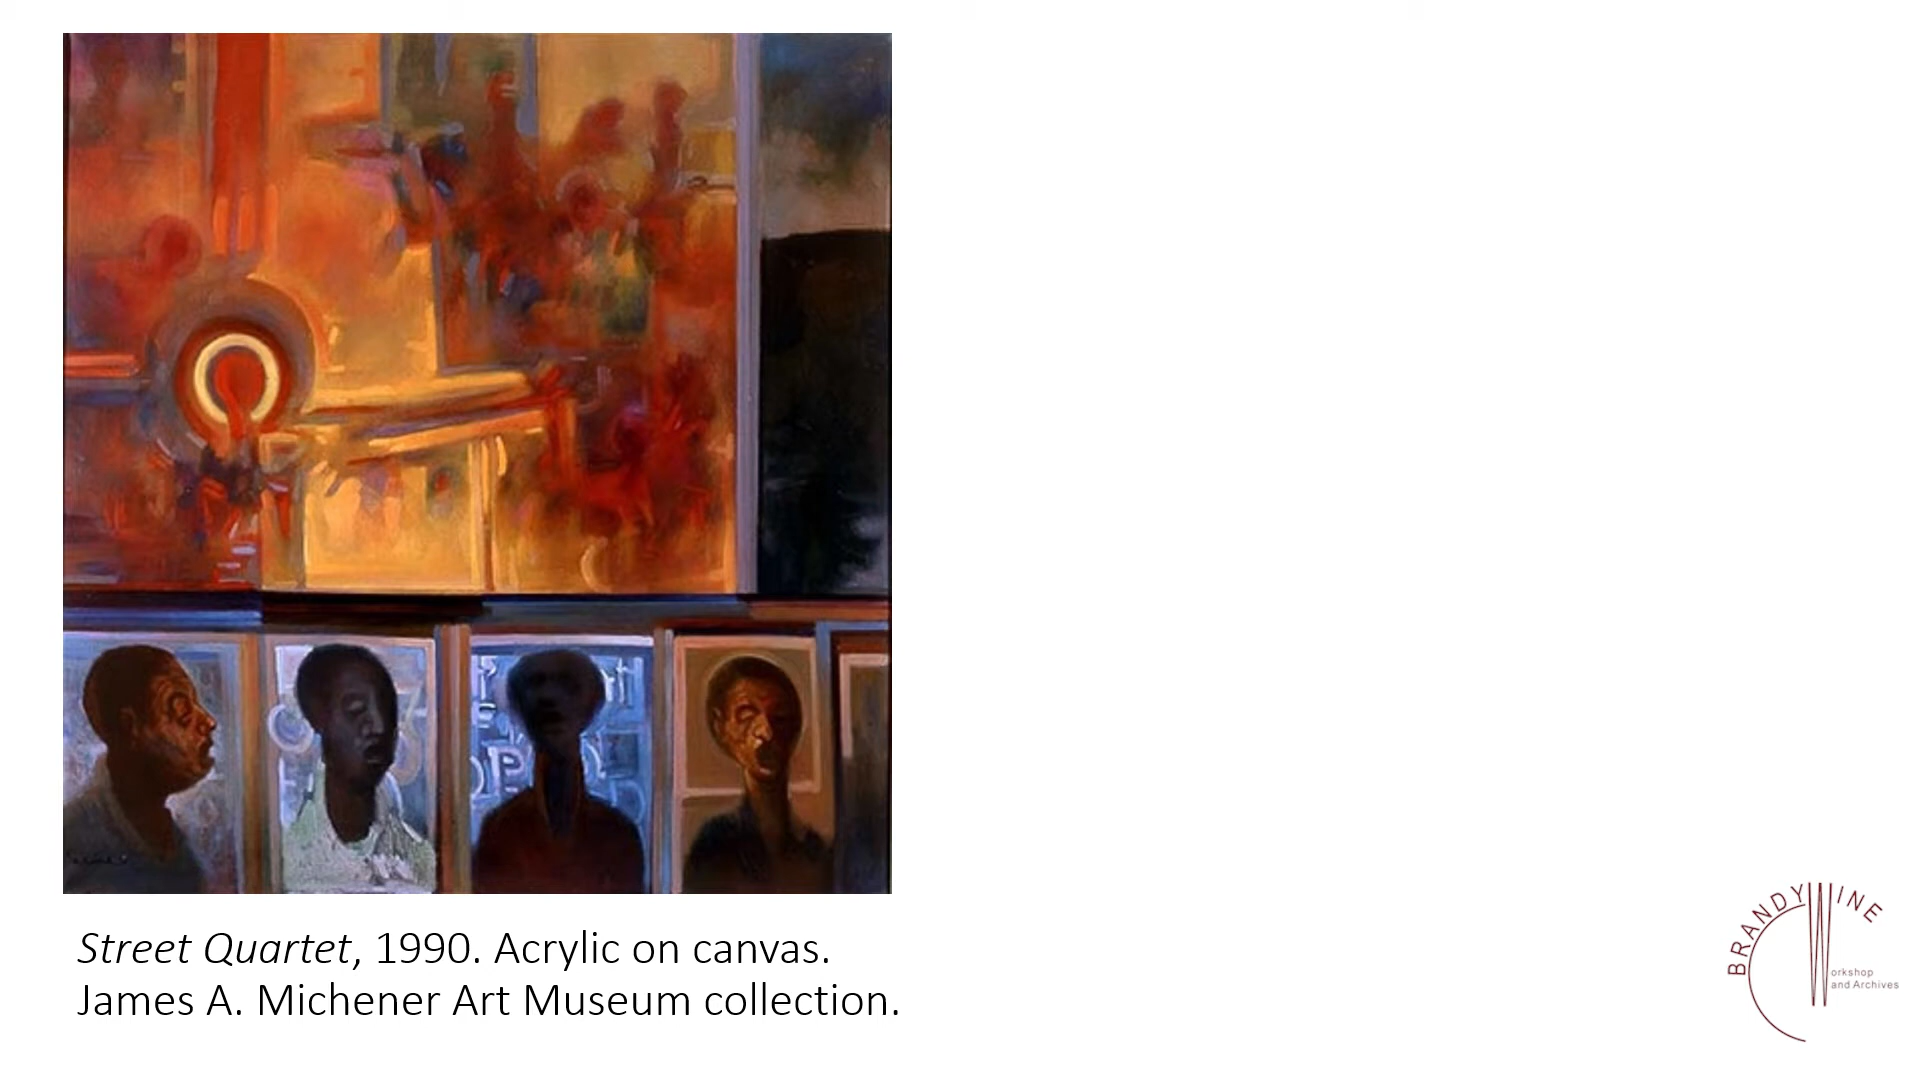 Street Quartet, 1990. Acrylic on canvas.
James A. Michener Art Museum collection.
BRANDYWINE
orkshop
and Archives